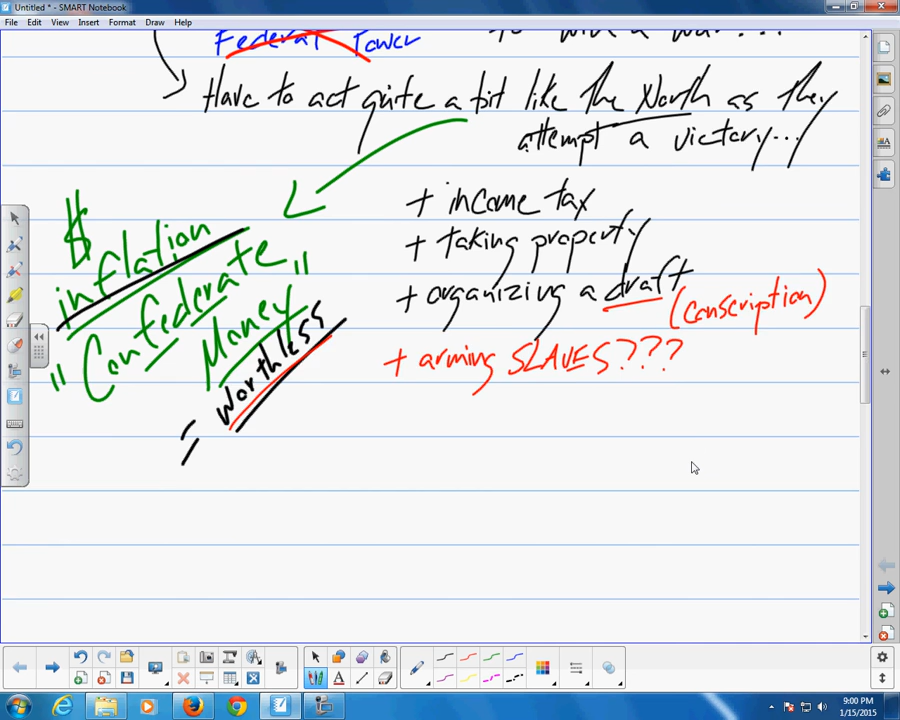 Untitled * - SMART Notebook
File Edit View Insert Format Draw Help
Federal Power
Have to act quite a bit like the North as they
attempt a victory...
+ income tax
+ taking property
+ organizing a draft
(conscription)
+ arming SLAVES???
$
inflation
"Confederate"
Money
= Worthless
9:00 PM
1/15/2015